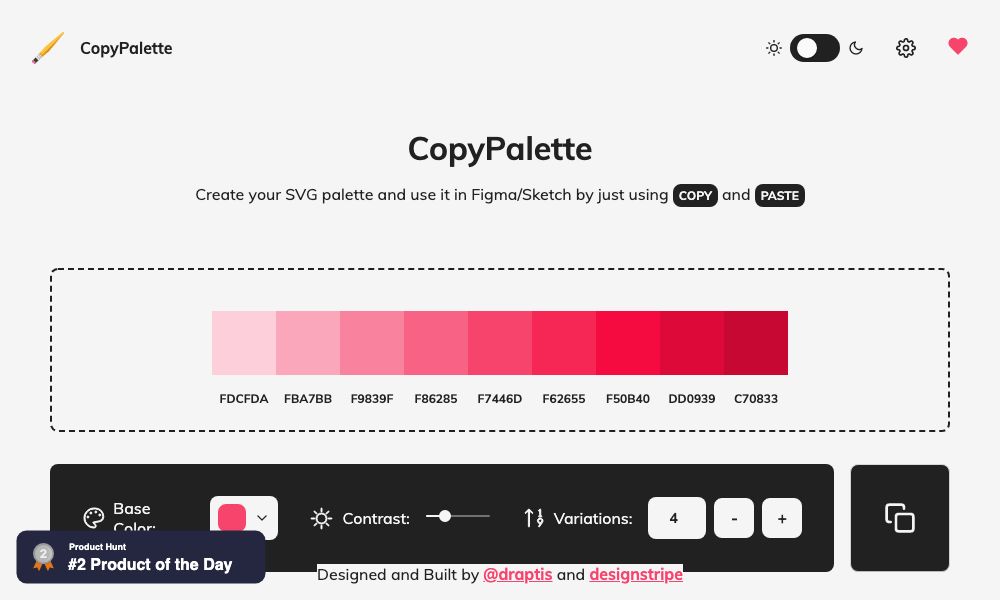 CopyPalette
CopyPalette
Create your SVG palette and use it in Figma/Sketch by just using COPY and PASTE
FDCFDA FBA7BB F9839F F86285 F7446D F62655 F50B40 DD0939 C70833
Base
Color:
Contrast:
Variations:
4
-
+
2
Product Hunt
#2 Product of the Day
Designed and Built by @draptis and designstripe